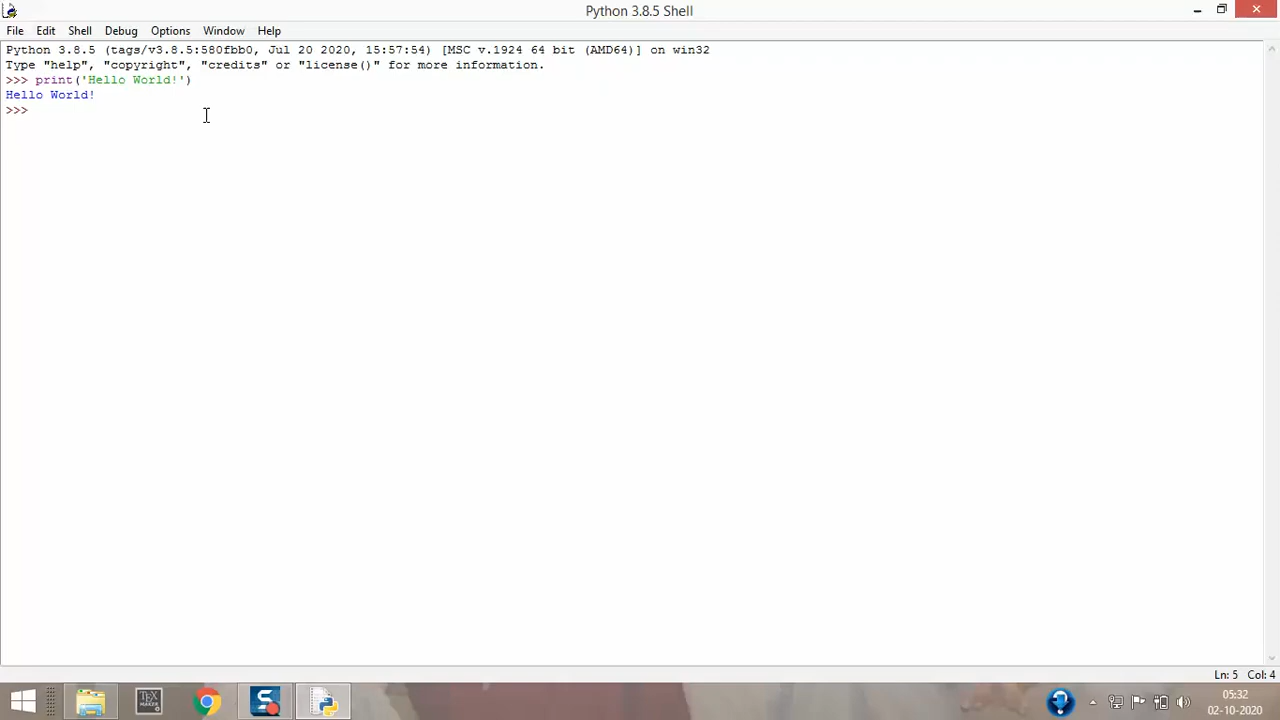 Python 3.8.5 Shell
File Edit Shell Debug Options Window Help
Python 3.8.5 (tags/v3.8.5:580fbb0, Jul 20 2020, 15:57:54) [MSC v.1924 64 bit (AMD64)] on win32
Type "help", "copyright", "credits" or "license()" for more information.
>>> print('Hello World!')
Hello World!
>>>
Ln: 5 Col: 4
TEX
MAKER
S
05:32
02-10-2020